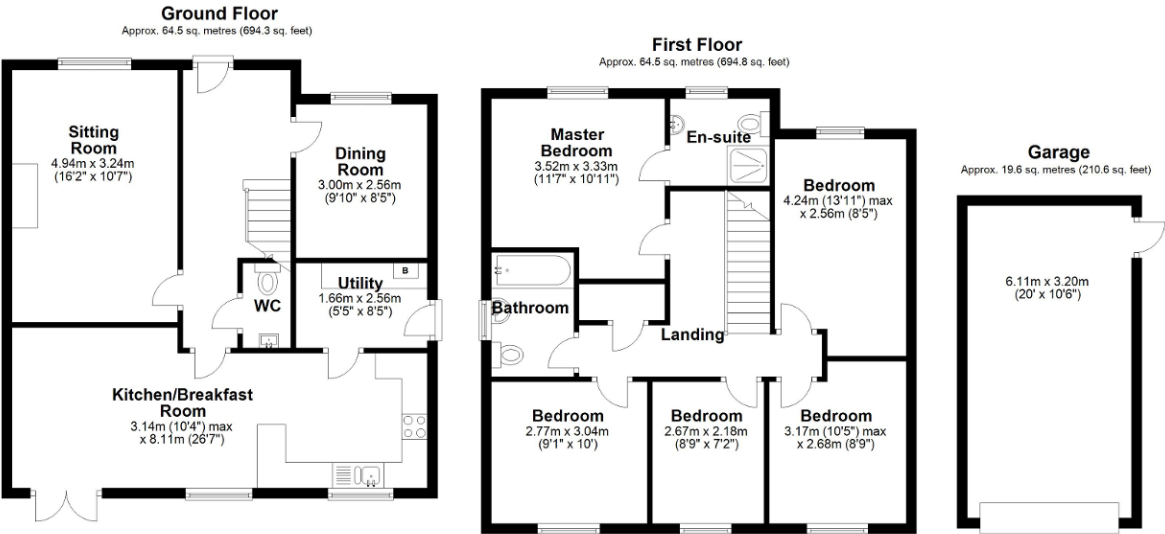 Ground Floor
Approx. 64.5 sq. metres (694.3 sq. feet)
Sitting
Room
4.94m x 3.24m
(16'2" x 10'7")
Dining
Room
3.00m x 2.56m
(9'10" x 8'5")
B
Utility
1.66m x 2.56m
(5'5" x 8'5")
WC
Kitchen/Breakfast
Room
3.14m (10'4") max
x 8.11m (26'7")
First Floor
Approx. 64.5 sq. metres (694.8 sq. feet)
Master
Bedroom
3.52m x 3.33m
(11'7" x 10'11")
En-suite
Bedroom
4.24m (13'11") max
x 2.56m (8'5")
Bathroom
Landing
Bedroom
2.77m x 3.04m
(9'1" x 10')
Bedroom
2.67m x 2.18m
(8'9" x 7'2")
Bedroom
3.17m (10'5") max
x 2.68m (8'9")
Garage
Approx. 19.6 sq. metres (210.6 sq. feet)
6.11m x 3.20m
(20' x 10'6")